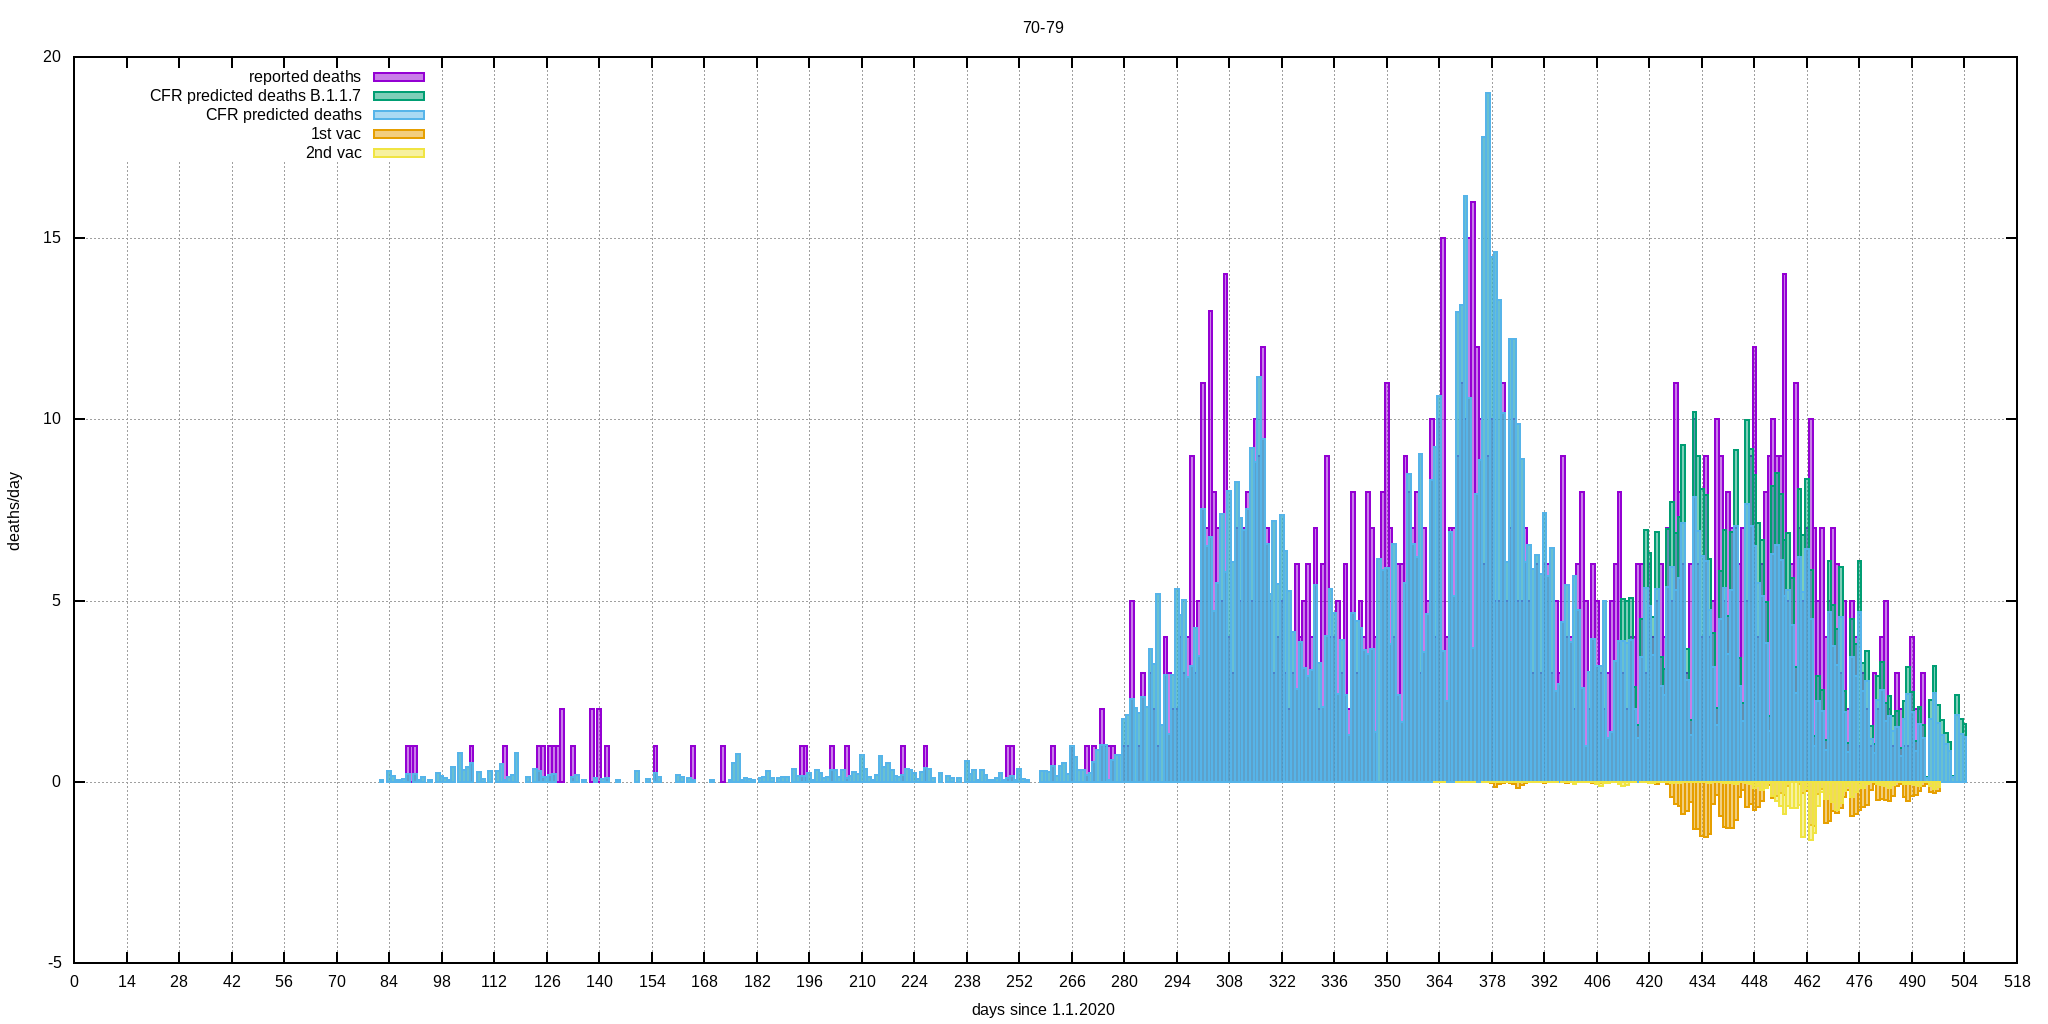 70-79
20
15
10
5
0
-5
deaths/day
reported deaths
CFR predicted deaths B.1.1.7
CFR predicted deaths
1st vac
2nd vac
0 14 28 42 56 70 84 98 112 126 140 154 168 182 196 210 224 238 252 266 280 294 308 322 336 350 364 378 392 406 420 434 448 462 476 490 504 518
days since 1.1.2020